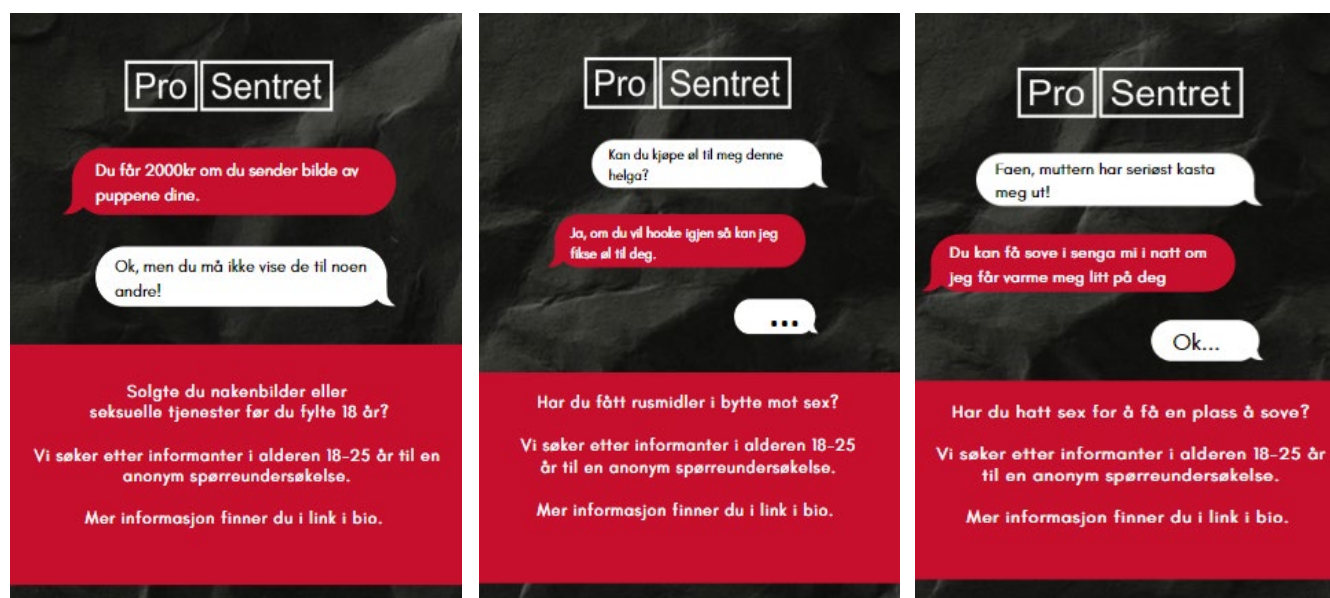 Pro Sentret
Du får 2000kr om du sender bilde av
puppene dine.
Ok, men du må ikke vise de til noen
andre!
Solgte du nakenbilder eller
seksuelle tjenester før du fylte 18 år?
Vi søker etter informanter i alderen 18-25 år til en
anonym spørreundersøkelse.
Mer informasjon finner du i link i bio.
Pro Sentret
Kan du kjøpe øl til meg denne
helga?
Ja, om du vil hooke igjen så kan jeg
fikse øl til deg.
...
Har du fått rusmidler i bytte mot sex?
Vi søker etter informanter i alderen 18-25
år til en anonym spørreundersøkelse.
Mer informasjon finner du i link i bio.
Pro Sentret
Faen, muttern har seriøst kasta
meg ut!
Du kan få sove i senga mi i natt om
jeg får varme meg litt på deg
Ok...
Har du hatt sex for å få en plass å sove?
Vi søker etter informanter i alderen 18-25 år
til en anonym spørreundersøkelse.
Mer informasjon finner du i link i bio.